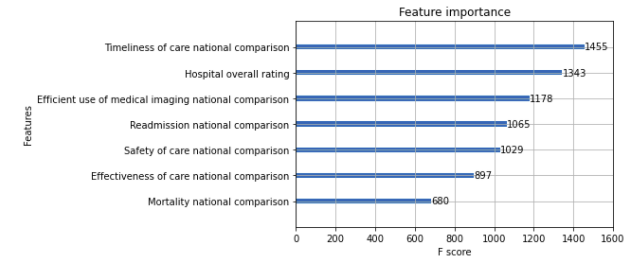 Feature importance
Features
Timeliness of care national comparison 1455
Hospital overall rating 1343
Efficient use of medical imaging national comparison 1178
Readmission national comparison 1065
Safety of care national comparison 1029
Effectiveness of care national comparison 897
Mortality national comparison 680
0 200 400 600 800 1000 1200 1400 1600
F score